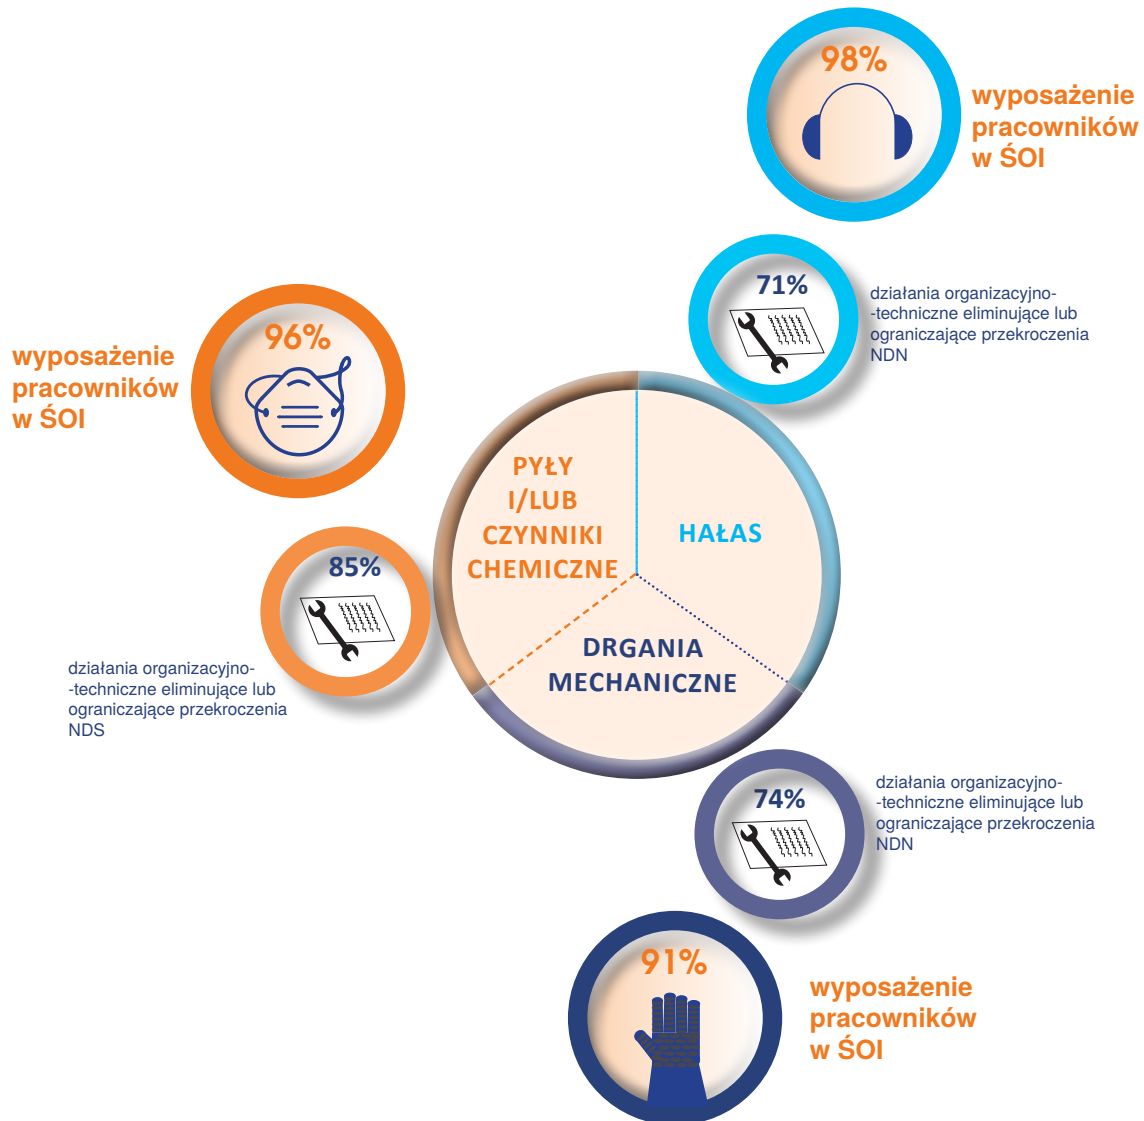 98%
wyposażenie
pracowników
w ŚOI
71%
działania organizacyjno-
-techniczne eliminujące lub
ograniczające przekroczenia
NDN
96%
wyposażenie
pracowników
w ŚOI
PYŁY
I/LUB
CZYNNIKI
CHEMICZNE
HAŁAS
DRGANIA
MECHANICZNE
85%
działania organizacyjno-
-techniczne eliminujące lub
ograniczające przekroczenia
NDS
74%
działania organizacyjno-
-techniczne eliminujące lub
ograniczające przekroczenia
NDN
91%
wyposażenie
pracowników
w ŚOI